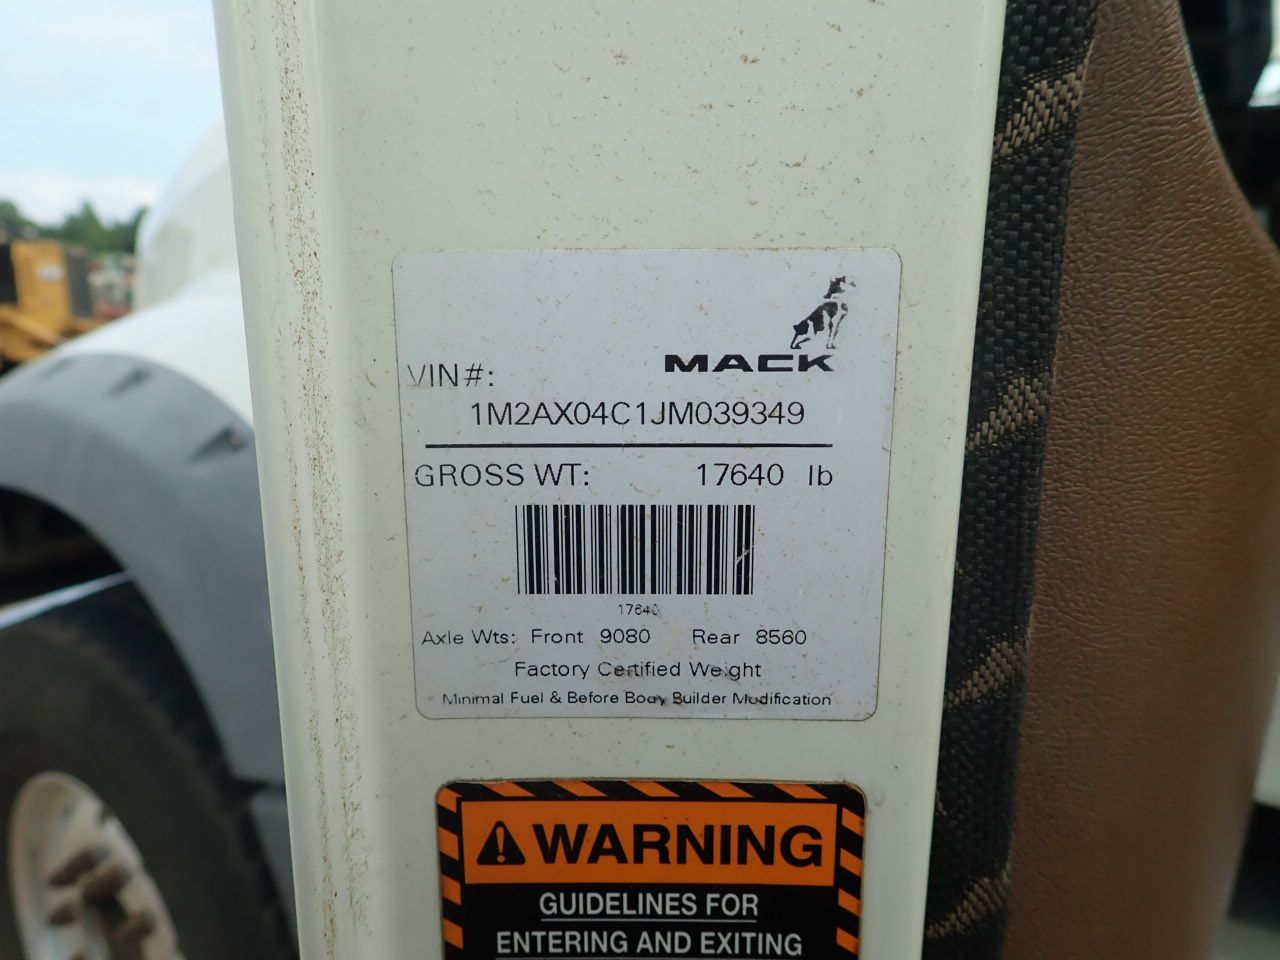 MACK
VIN#:
1M2AX04C1JM039349
GROSS WT: 17640 lb
17640
Axle Wts: Front 9080 Rear 8560
Factory Certified Weight
Minimal Fuel & Before Body Builder Modification
WARNING
GUIDELINES FOR
ENTERING AND EXITING